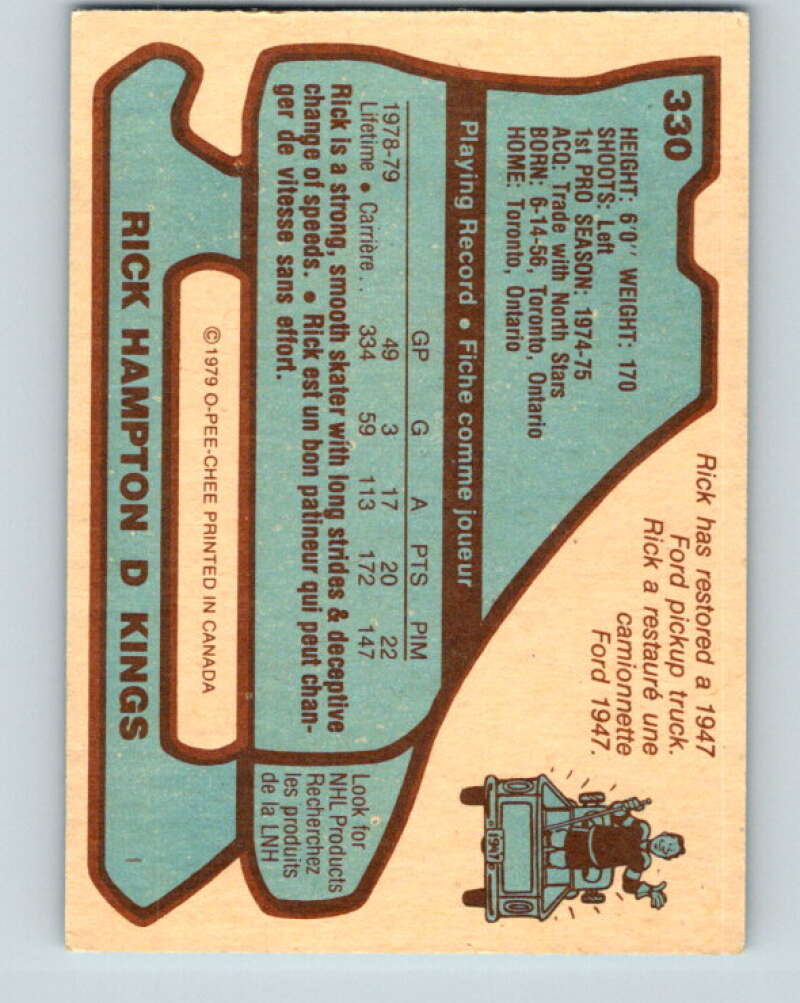 330
HEIGHT: 6'0" WEIGHT: 170
SHOOTS: Left
1st PRO SEASON: 1974-75
ACQ: Trade with North Stars
BORN: 6-14-56, Toronto, Ontario
HOME: Toronto, Ontario
Rick has restored a 1947
Ford pickup truck.
Rick a restauré une
camionnette
Ford 1947.
1947
Playing Record • Fiche comme joueur
GP G A PTS PIM
1978-79 49 3 17 20 22
Lifetime • Carrière . . 334 59 113 172 147
Rick is a strong, smooth skater with long strides & deceptive
change of speeds. • Rick est un bon patineur qui peut chan-
ger de vitesse sans effort.
Look for
NHL Products
Recherchez
les produits
de la LNH
©1979 O-PEE-CHEE PRINTED IN CANADA
RICK HAMPTON D KINGS